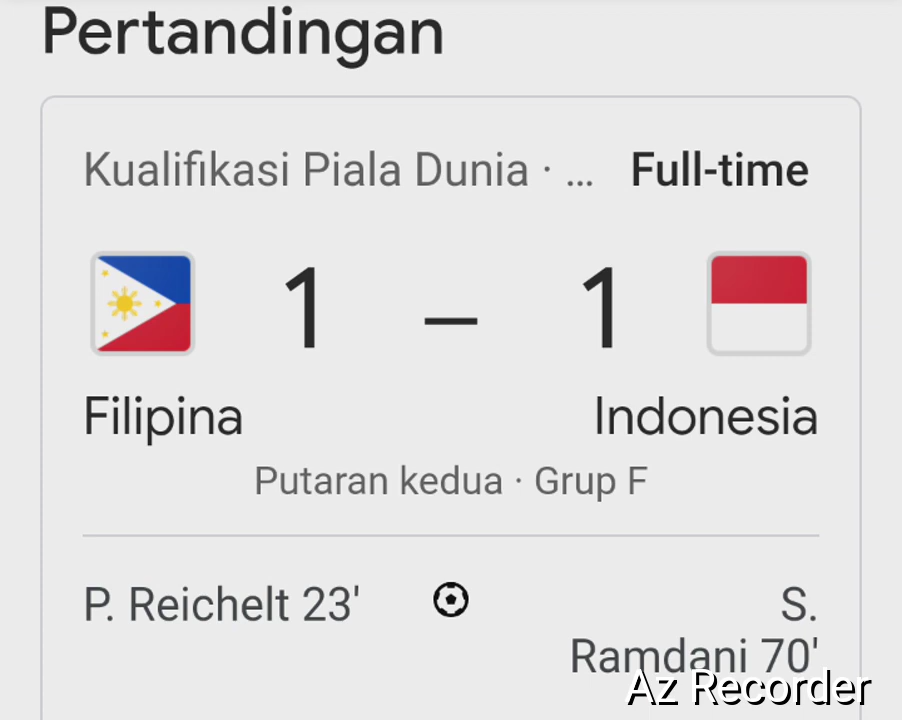 Pertandingan
Kualifikasi Piala Dunia · ... Full-time
1 – 1
Filipina Indonesia
Putaran kedua · Grup F
P. Reichelt 23' S.
Ramdani 70'
Az Recorder